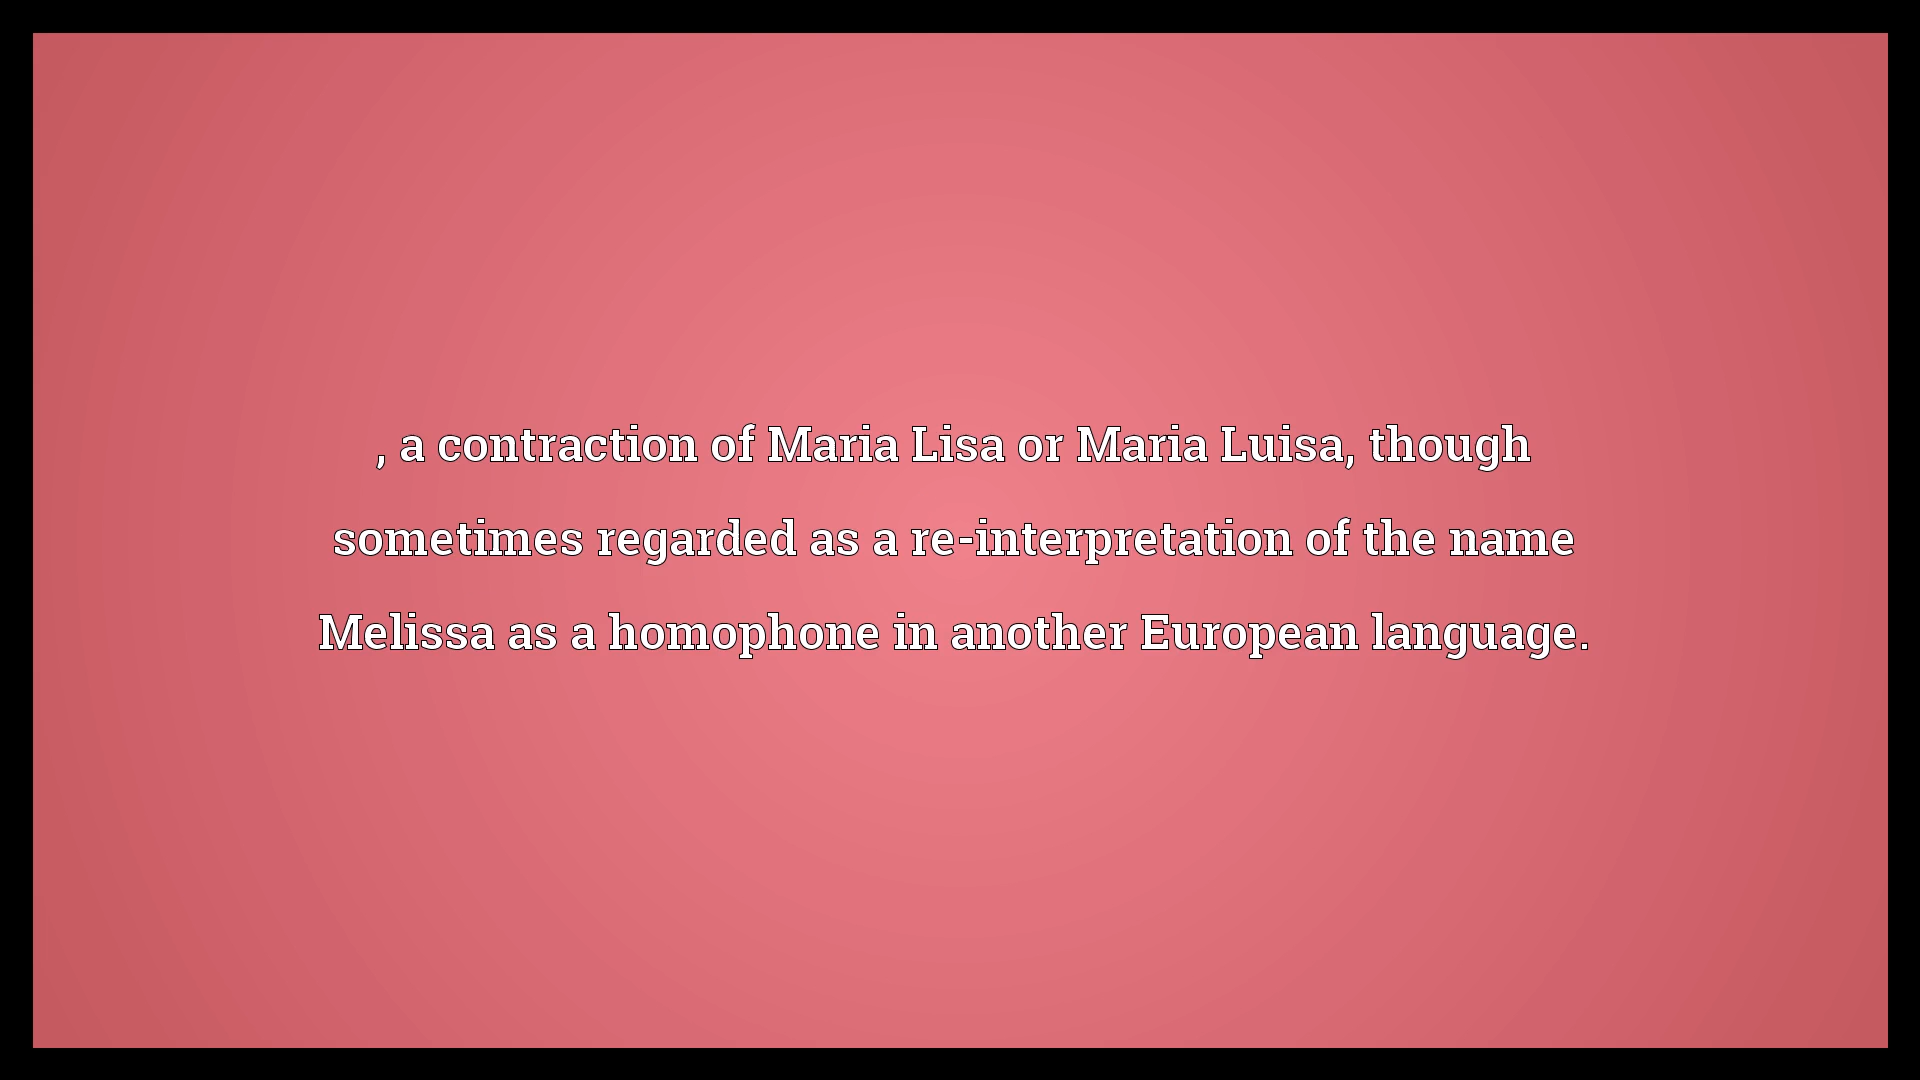 , a contraction of Maria Lisa or Maria Luisa, though
sometimes regarded as a re-interpretation of the name
Melissa as a homophone in another European language.